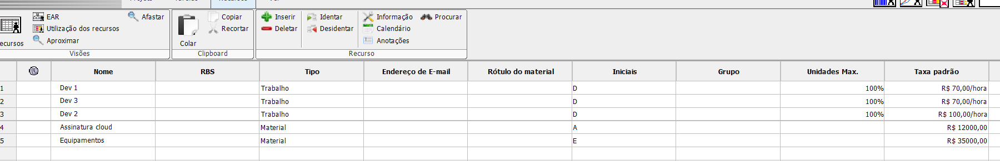 EAR Afastar
Utilização dos recursos
Aproximar
Visões
Copiar
Recortar
Colar
Clipboard
Inserir Identar Informação Procurar
Deletar Desidentar Calendário
Anotações
Recurso
Nome RBS Tipo Endereço de E-mail Rótulo do material Iniciais Grupo Unidades Max. Taxa padrão
1 Dev 1 Trabalho D 100% R$ 70,00/hora
2 Dev 3 Trabalho D 100% R$ 70,00/hora
3 Dev 2 Trabalho D 100% R$ 100,00/hora
4 Assinatura cloud Material A R$ 12000,00
5 Equipamentos Material E R$ 35000,00